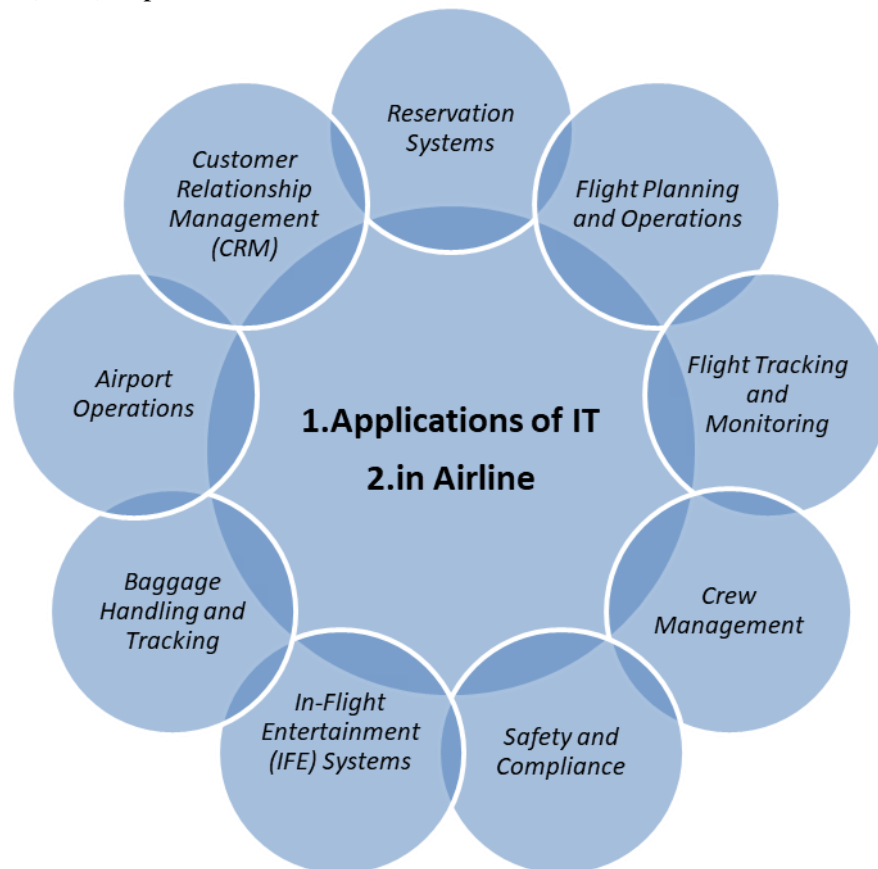 Reservation
Systems
Flight Planning
and Operations
Flight Tracking
and
Monitoring
Crew
Management
Safety and
Compliance
In-Flight
Entertainment
(IFE) Systems
Baggage
Handling and
Tracking
Airport
Operations
Customer
Relationship
Management
(CRM)
1.Applications of IT
2.in Airline